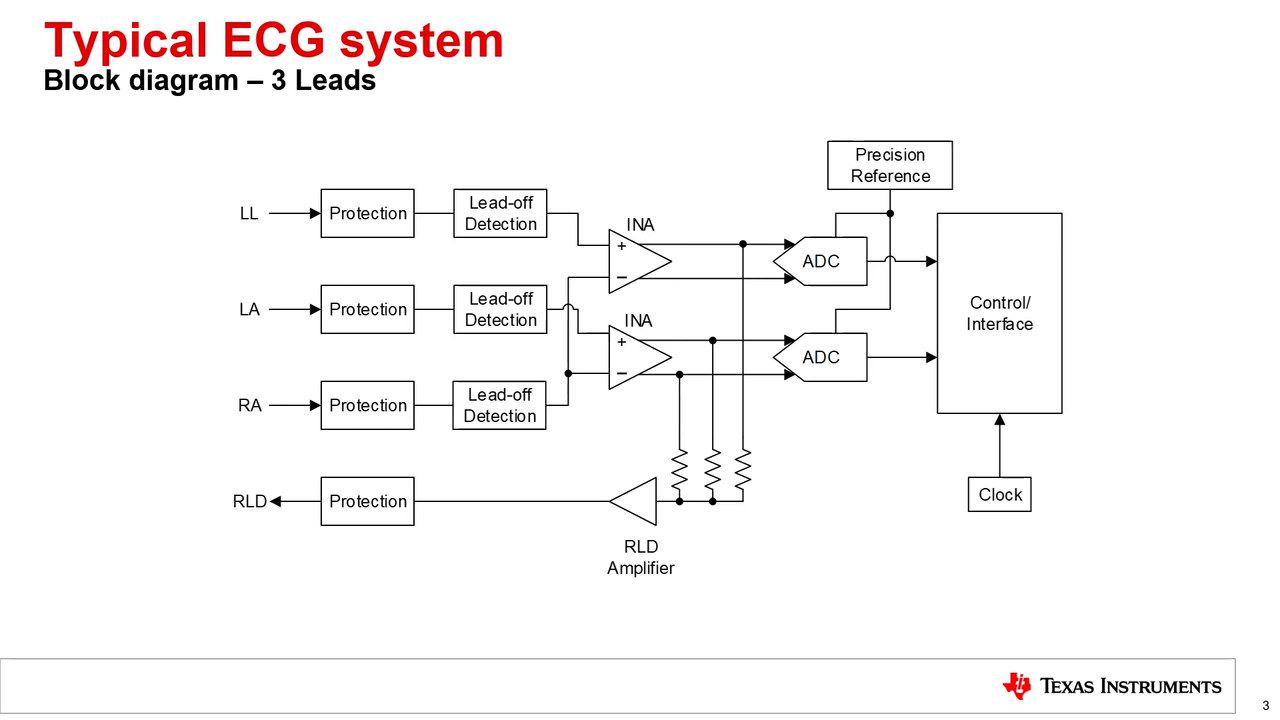 Typical ECG system
Block diagram – 3 Leads
Precision
Reference
LL
Protection
Lead-off
Detection
INA
+
−
ADC
LA
Protection
Lead-off
Detection
INA
+
−
ADC
Control/
Interface
RA
Protection
Lead-off
Detection
RLD
Protection
RLD
Amplifier
Clock
TEXAS INSTRUMENTS
3